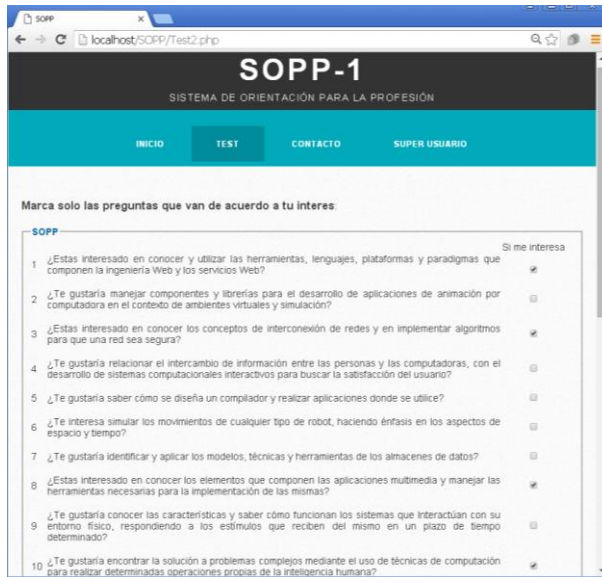 SOPP
localhost/SOPP/Test2.php
SOPP-1
SISTEMA DE ORIENTACIÓN PARA LA PROFESIÓN
INICIO TEST CONTACTO SUPER USUARIO
Marca solo las preguntas que van de acuerdo a tu interes:
SOPP
Si me interesa
1 ¿Estas interesado en conocer y utilizar las herramientas, lenguajes, plataformas y paradigmas que
componen la ingeniería Web y los servicios Web?
2 ¿Te gustaría manejar componentes y librerías para el desarrollo de aplicaciones de animación por
computadora en el contexto de ambientes virtuales y simulación?
3 ¿Estas interesado en conocer los conceptos de interconexión de redes y en implementar algoritmos
para que una red sea segura?
4 ¿Te gustaría relacionar el intercambio de información entre las personas y las computadoras, con el
desarrollo de sistemas computacionales interactivos para buscar la satisfacción del usuario?
5 ¿Te gustaría saber cómo se diseña un compilador y realizar aplicaciones donde se utilice?
6 ¿Te interesa simular los movimientos de cualquier tipo de robot, haciendo énfasis en los aspectos de
espacio y tiempo?
7 ¿Te gustaría identificar y aplicar los modelos, técnicas y herramientas de los almacenes de datos?
8 ¿Estas interesado en conocer los elementos que componen las aplicaciones multimedia y manejar las
herramientas necesarias para la implementación de las mismas?
9 ¿Te gustaría conocer las características y saber cómo funcionan los sistemas que Interactúan con su
entorno físico, respondiendo a los estímulos que reciben del mismo en un plazo de tiempo
determinado?
10 ¿Te gustaría encontrar la solución a problemas complejos mediante el uso de técnicas de computación
para realizar determinadas operaciones propias de la inteligencia humana?